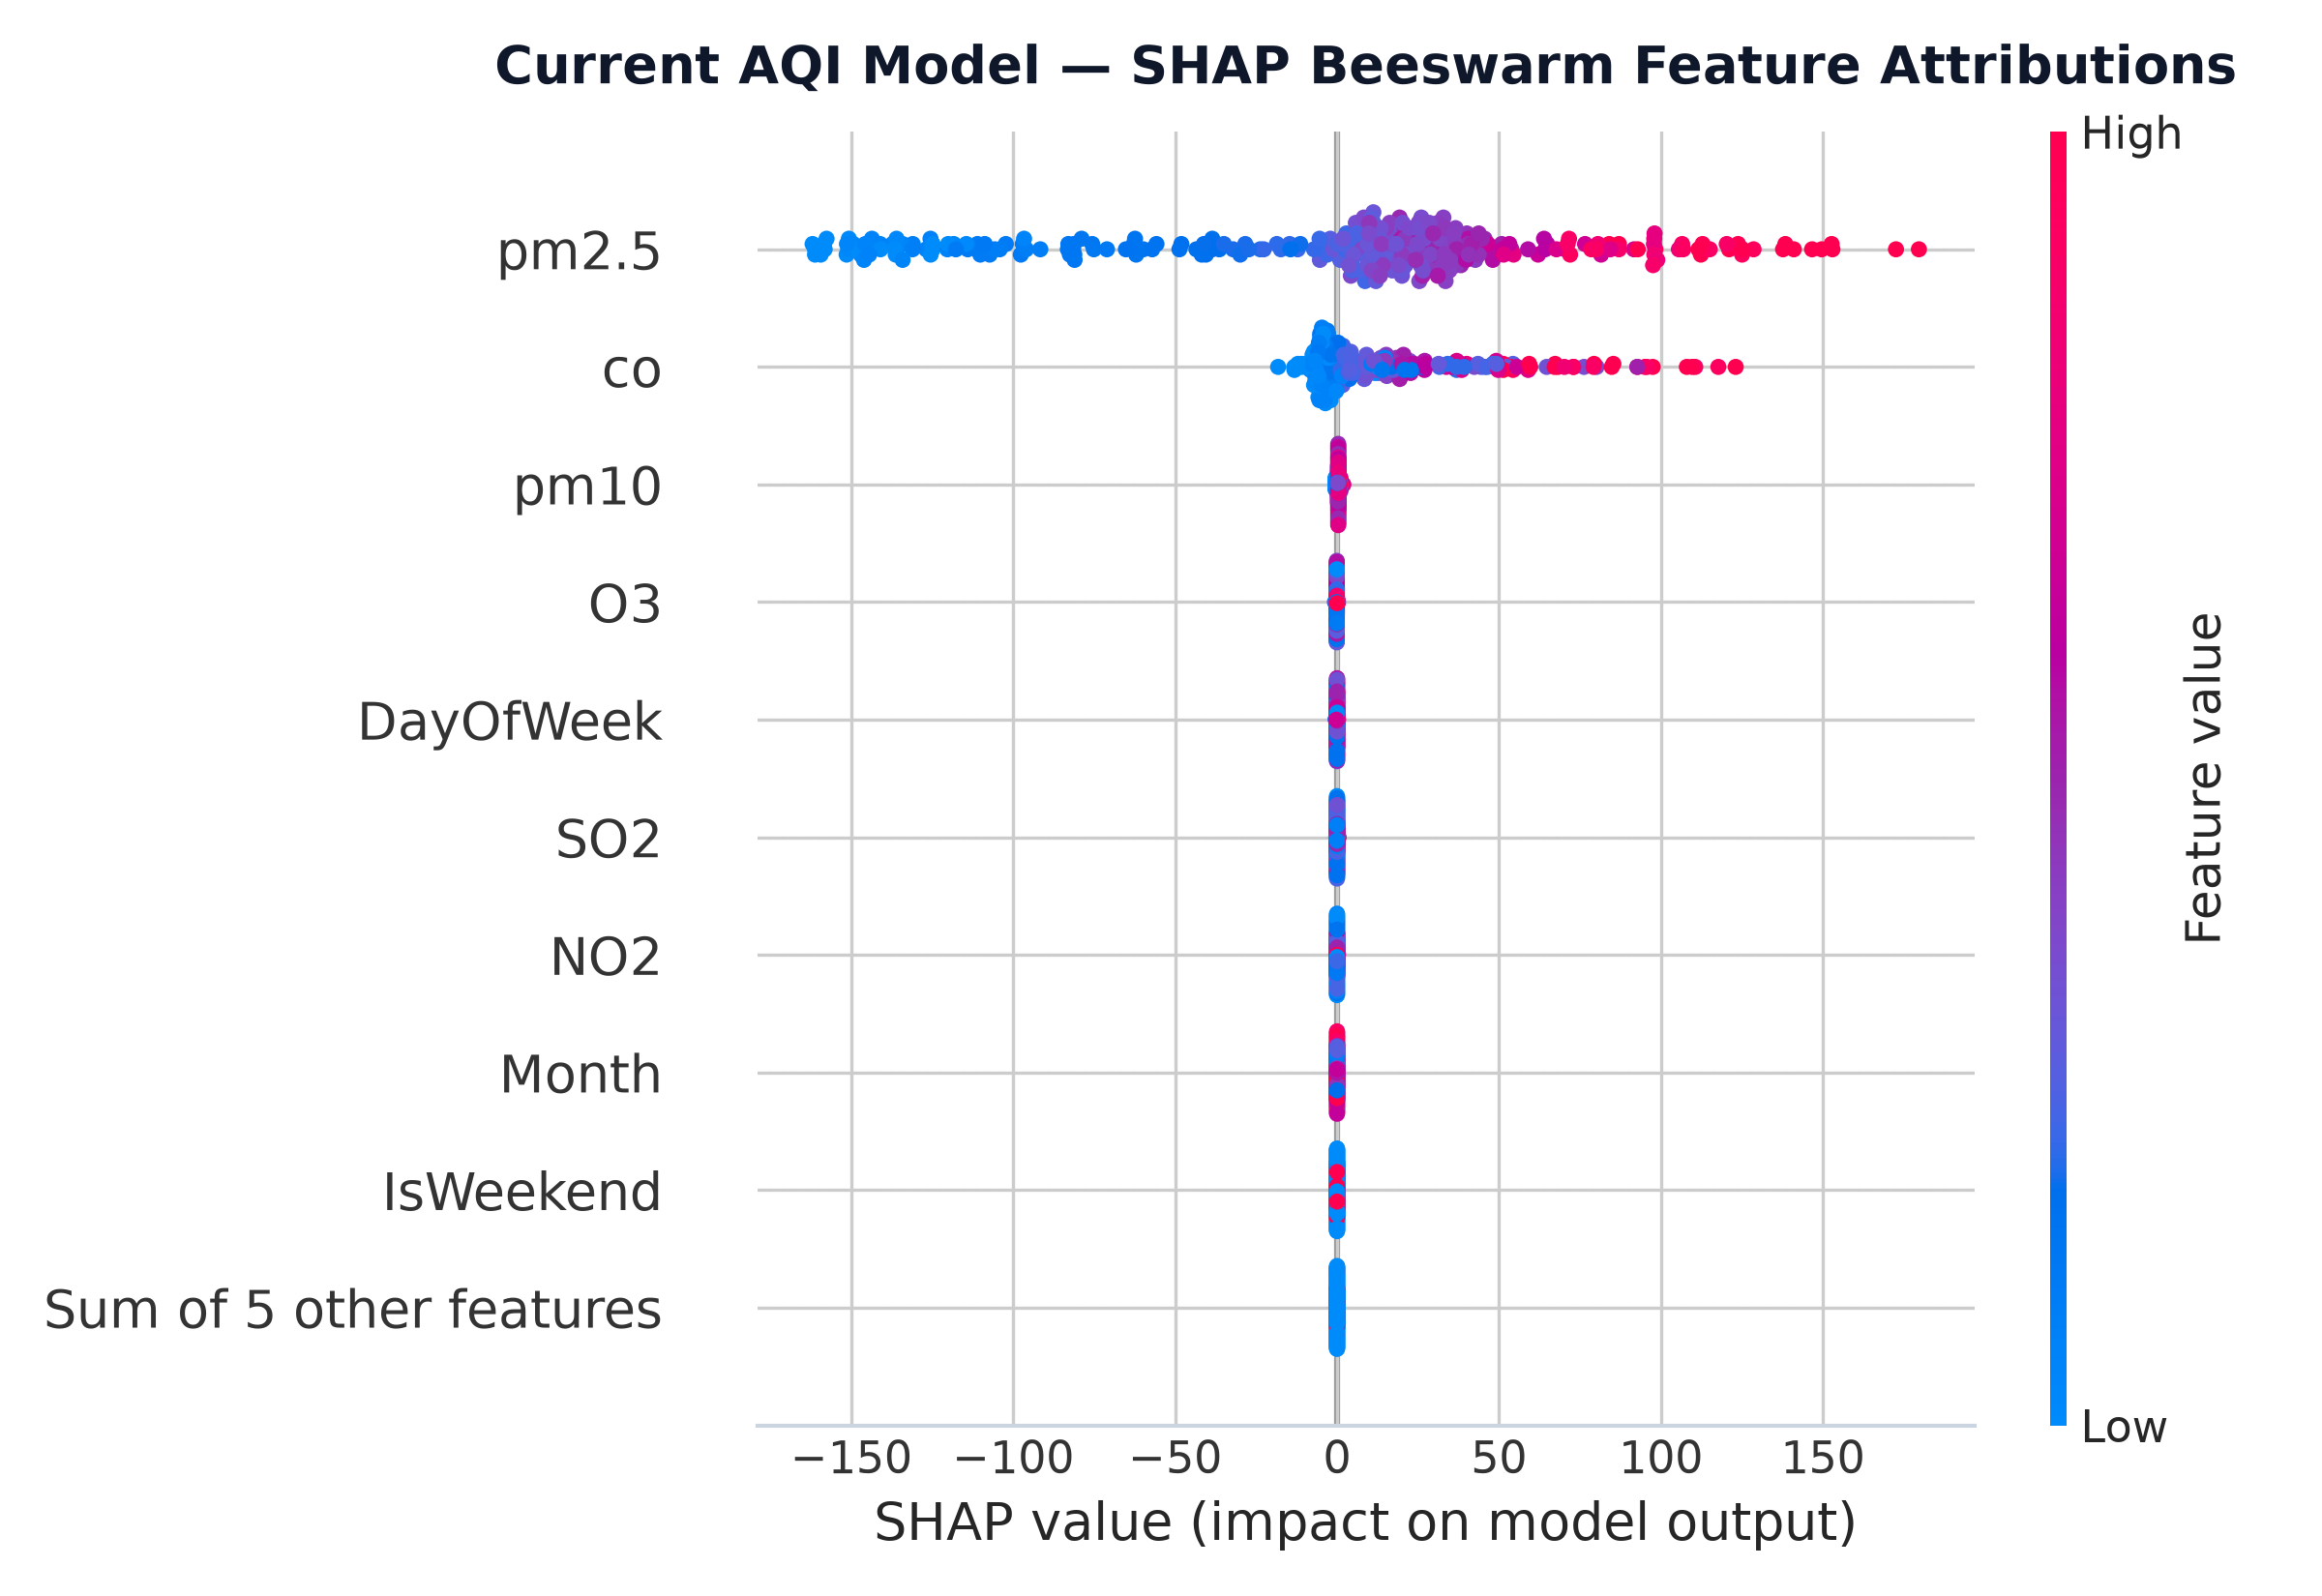 Current AQI Model — SHAP Beeswarm Feature Attributions
High
pm2.5
co
pm10
O3
DayOfWeek
SO2
NO2
Month
IsWeekend
Sum of 5 other features
Feature value
Low
−150 −100 −50 0 50 100 150
SHAP value (impact on model output)